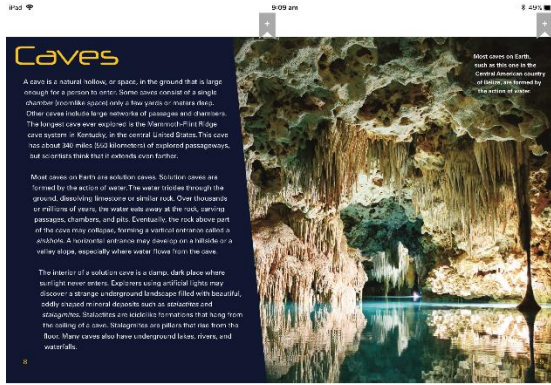 iPad
9:09 am
49%
Caves
A cave is a natural hollow, or space, in the ground that is large
enough for a person to enter. Some caves consist of a single
chamber (roomlike space) only a few yards or meters deep.
Other caves include large networks of passages and chambers.
The longest cave ever explored is the Mammoth-Flint Ridge
cave system in Kentucky, in the central United States. This cave
has about 340 miles (550 kilometers) of explored passageways,
but scientists think that it extends even farther.
Most caves on Earth are solution caves. Solution caves are
formed by the action of water. The water trickles through the
ground, dissolving limestone or similar rock. Over thousands
or millions of years, the water eats away at the rock, carving
passages, chambers, and pits. Eventually, the rock above part
of the cave may collapse, forming a vertical entrance called a
sinkhole. A horizontal entrance may develop on a hillside or a
valley slope, especially where water flows from the cave.
The interior of a solution cave is a damp, dark place where
sunlight never enters. Explorers using artificial lights may
discover a strange underground landscape filled with beautiful,
oddly shaped mineral deposits such as stalactites and
stalagmites. Stalactites are iciclelike formations that hang from
the ceiling of a cave. Stalagmites are pillars that rise from the
floor. Many caves also have underground lakes, rivers, and
waterfalls.
8
Most caves on Earth,
such as this one in the
Central American country
of Belize, are formed by
the action of water.